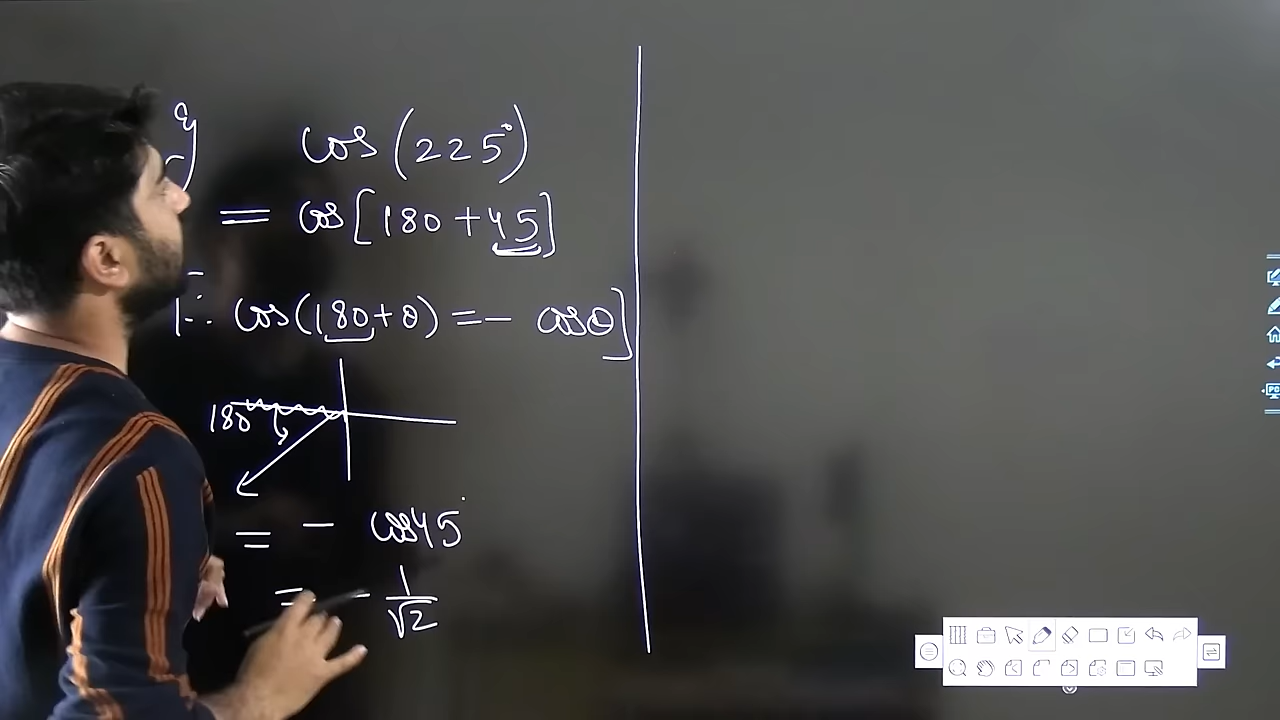 cos(225°)
= cos[180+45]
[∵ cos(180+θ) = - cosθ]
180
= - cos45°
= - 1/√2